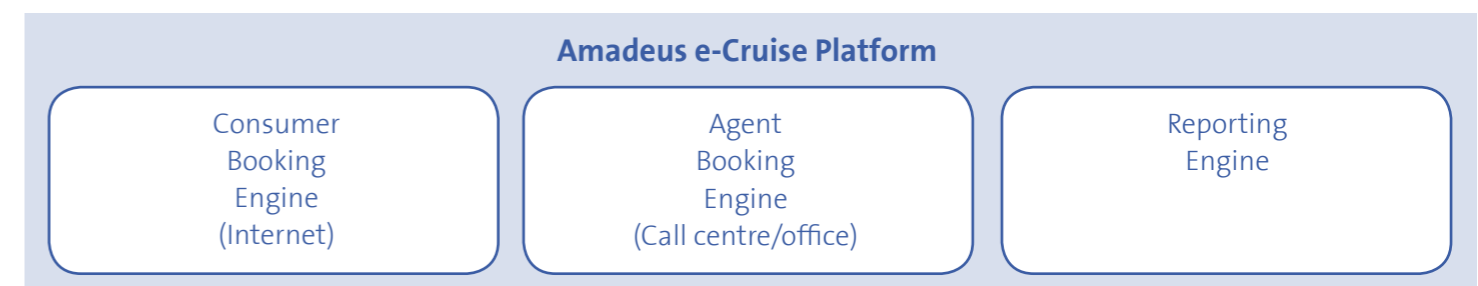 Amadeus e-Cruise Platform
Consumer
Booking
Engine
(Internet)
Agent
Booking
Engine
(Call centre/office)
Reporting
Engine